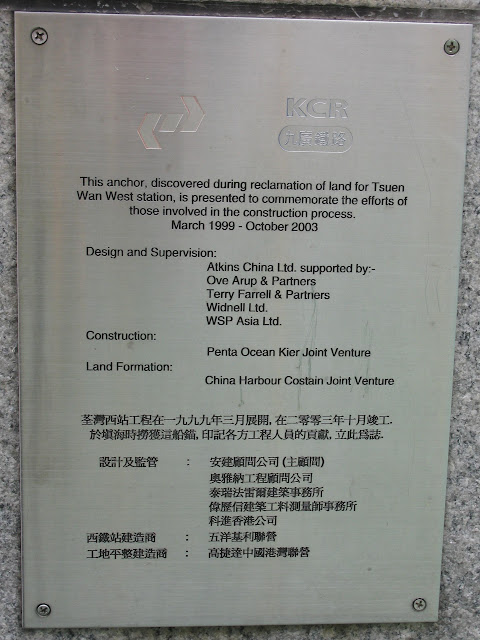 KCR
九廣鐵路
This anchor, discovered during reclamation of land for Tsuen
Wan West station, is presented to commemorate the efforts of
those involved in the construction process.
March 1999 - October 2003
Design and Supervision:
Atkins China Ltd. supported by:-
Ove Arup & Partners
Terry Farrell & Partners
Widnell Ltd.
WSP Asia Ltd.
Construction:
Penta Ocean Kier Joint Venture
Land Formation:
China Harbour Costain Joint Venture
荃灣西站工程在一九九九年三月展開, 在二零零三年十月竣工.
於填海時撈獲這船錨, 印記各方工程人員的貢獻, 立此為誌.
設計及監管 : 安建顧問公司 (主顧問)
奧雅納工程顧問公司
泰瑞法雷爾建築事務所
偉歷信建築工料測量師事務所
科進香港公司
西鐵站建造商 : 五洋基利聯營
工地平整建造商 : 高捷達中國港灣聯營